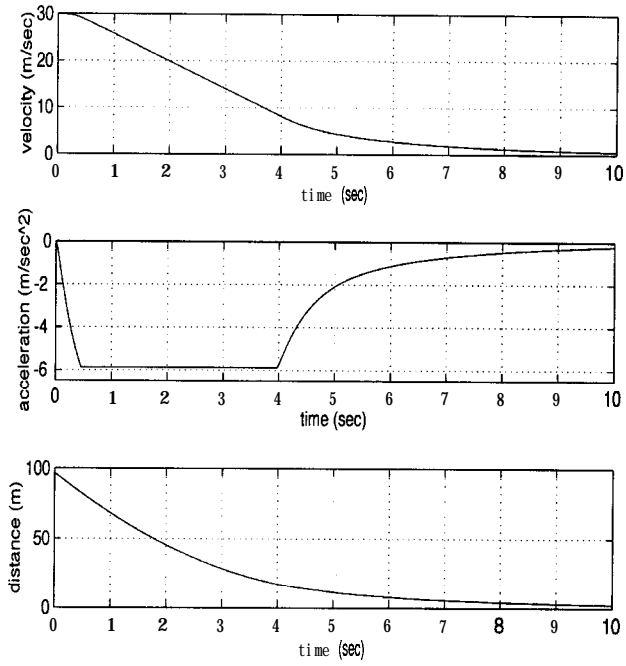 velocity (m/sec)
30
20
10
0
0 1 2 3 4 5 6 7 8 9 10
time (sec)
acceleration (m/sec^2)
0
-2
-4
-6
0 1 2 3 4 5 6 7 8 9 10
time (sec)
distance (m)
100
50
0
0 1 2 3 4 5 6 7 8 9 10
time (sec)